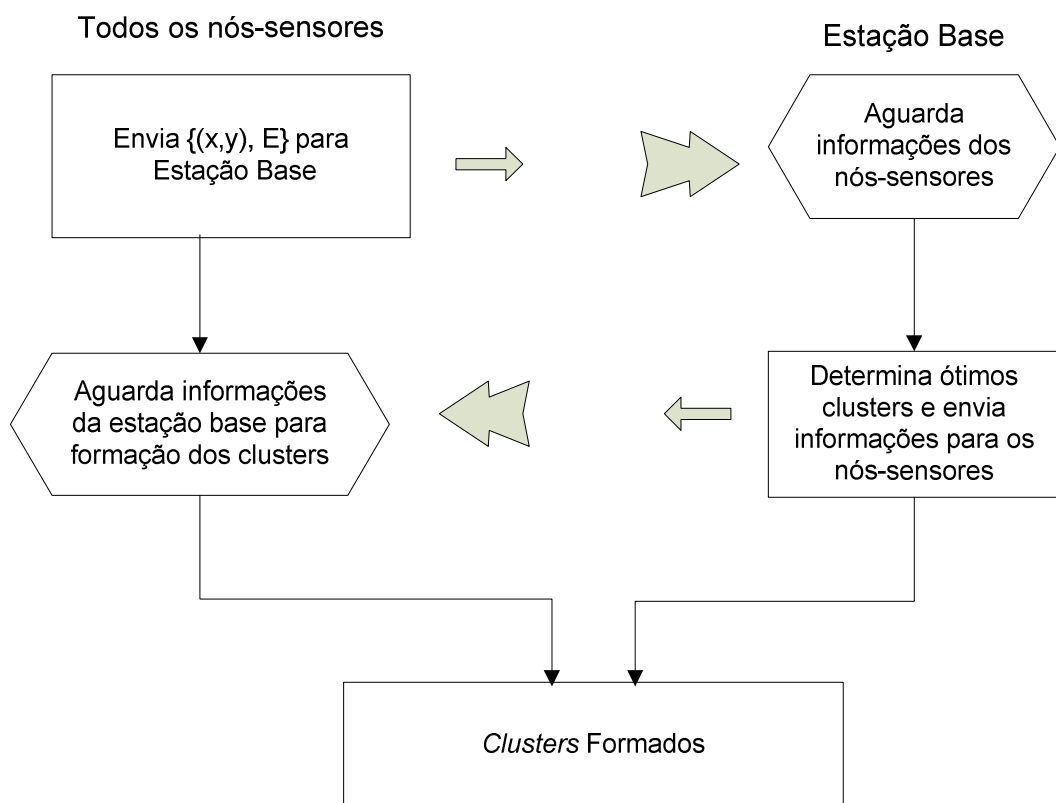 Todos os nós-sensores
Estação Base
Envia {(x,y), E} para
Estação Base
Aguarda
informações dos
nós-sensores
Aguarda informações
da estação base para
formação dos clusters
Determina ótimos
clusters e envia
informações para os
nós-sensores
Clusters Formados